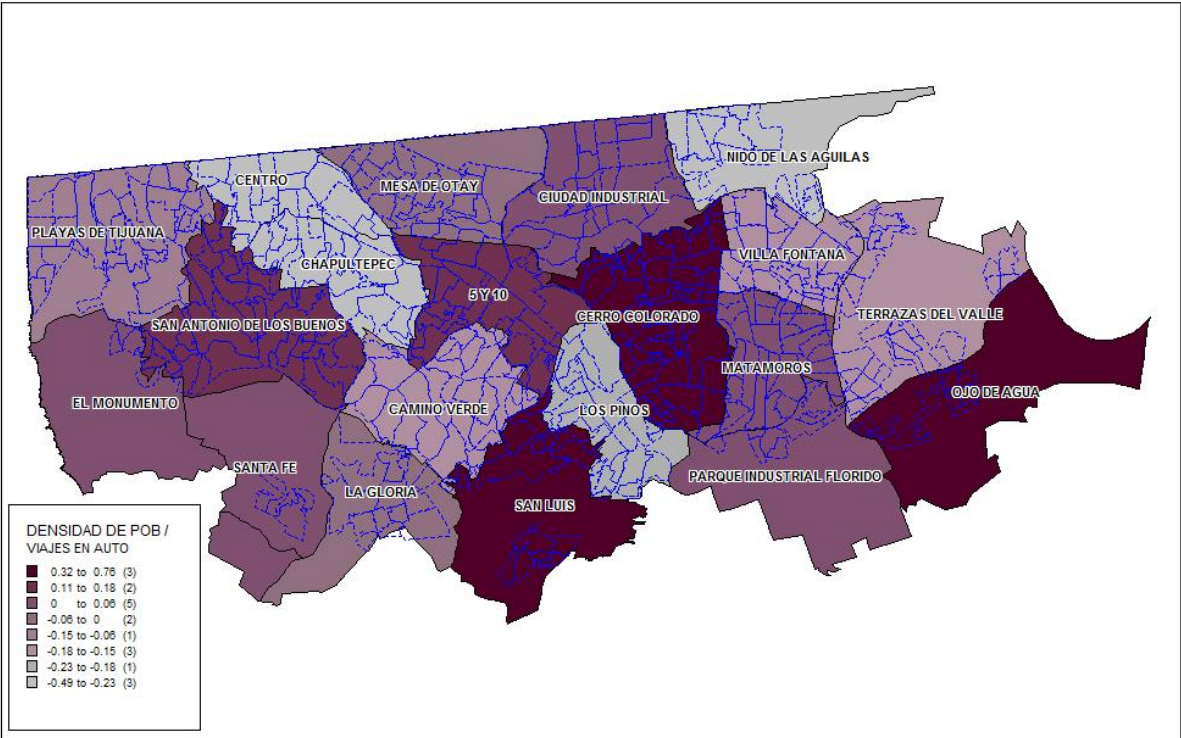 NIDO DE LAS AGUILAS
CENTRO
MESA DE OTAY
CIUDAD INDUSTRIAL
PLAYAS DE TIJUANA
CHAPULTEPEC
VILLA FONTANA
5 Y 10
SAN ANTONIO DE LOS BUENOS
CERRO COLORADO
TERRAZAS DEL VALLE
MATAMOROS
OJO DE AGUA
EL MONUMENTO
CAMINO VERDE
LOS PINOS
SANTA FE
LA GLORIA
SAN LUIS
PARQUE INDUSTRIAL FLORIDO
DENSIDAD DE POB /
VIAJES EN AUTO
0.32 to 0.76 (3)
0.11 to 0.18 (2)
0 to 0.06 (5)
-0.06 to 0 (2)
-0.15 to -0.06 (1)
-0.18 to -0.15 (3)
-0.23 to -0.18 (1)
-0.49 to -0.23 (3)